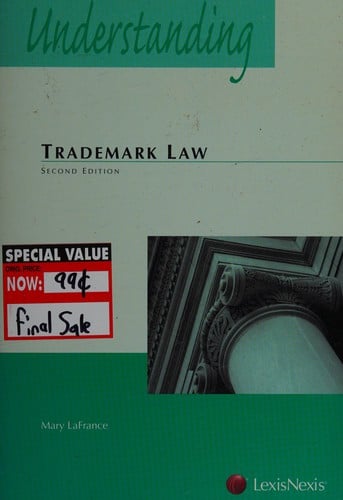 Understanding
TRADEMARK LAW
SECOND EDITION
SPECIAL VALUE
ORIG. PRICE:
NOW: 99¢
Final Sale
Mary LaFrance
LexisNexis